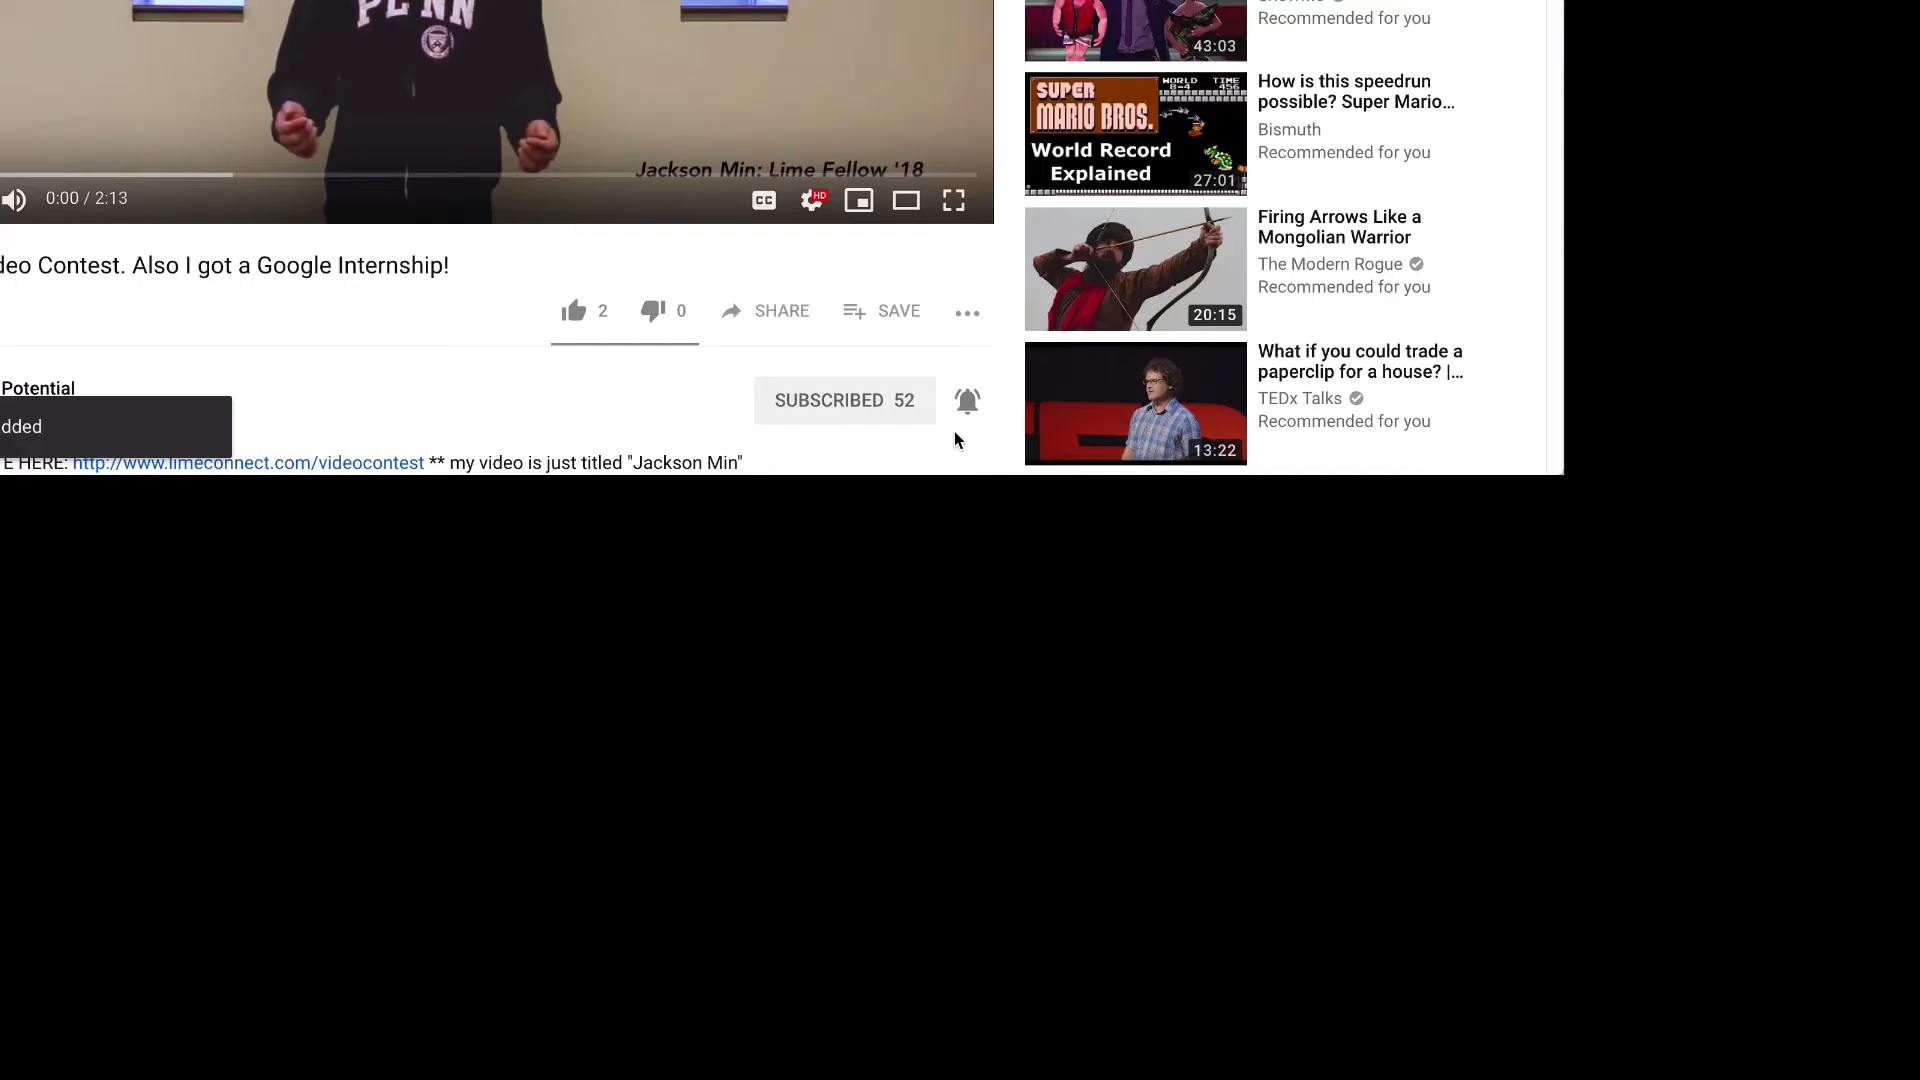 PENN
Jackson Min: Lime Fellow '18
0:00 / 2:13
CC
HD
deo Contest. Also I got a Google Internship!
2
0
SHARE
SAVE
Potential
dded
SUBSCRIBED 52
E HERE: http://www.limeconnect.com/videocontest ** my video is just titled "Jackson Min"
43:03
Recommended for you
SUPER
MARIO BROS.
WORLD TIME
8-4 456
World Record
Explained
27:01
How is this speedrun
possible? Super Mario...
Bismuth
Recommended for you
20:15
Firing Arrows Like a
Mongolian Warrior
The Modern Rogue
Recommended for you
13:22
What if you could trade a
paperclip for a house? |...
TEDx Talks
Recommended for you